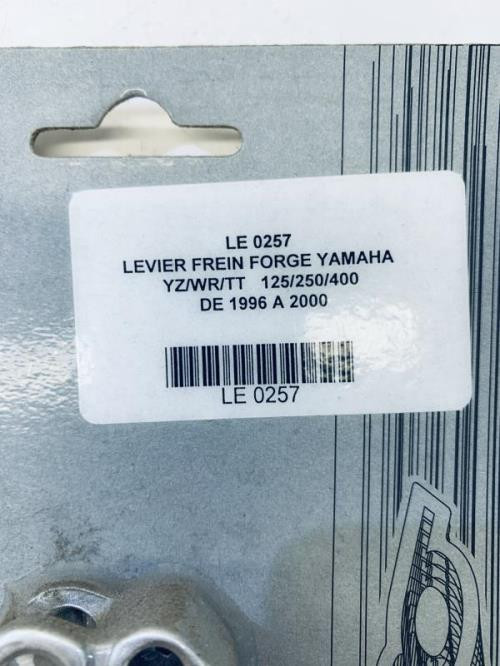 LE 0257
LEVIER FREIN FORGE YAMAHA
YZ/WR/TT 125/250/400
DE 1996 A 2000
LE 0257